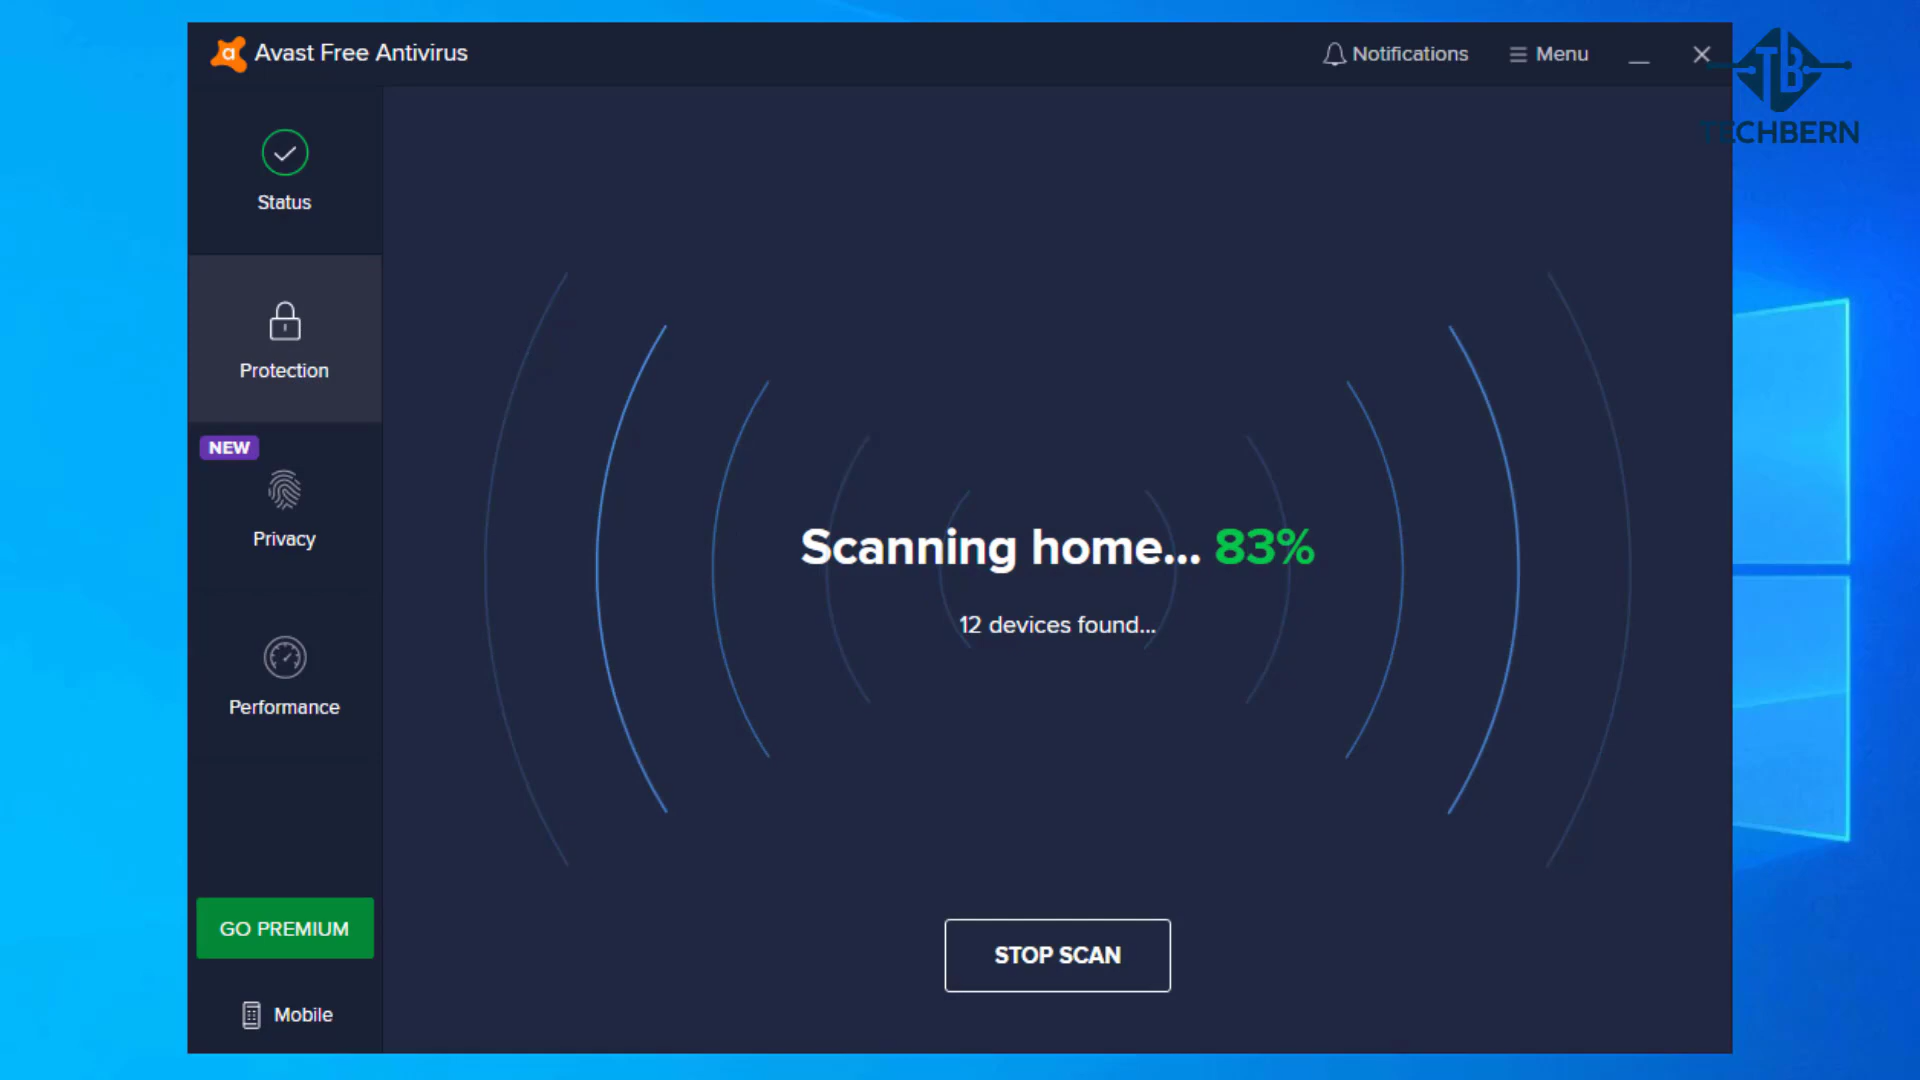 Avast Free Antivirus
Notifications
Menu
TECHBERN
Status
Protection
NEW
Privacy
Performance
Scanning home... 83%
12 devices found...
GO PREMIUM
STOP SCAN
Mobile